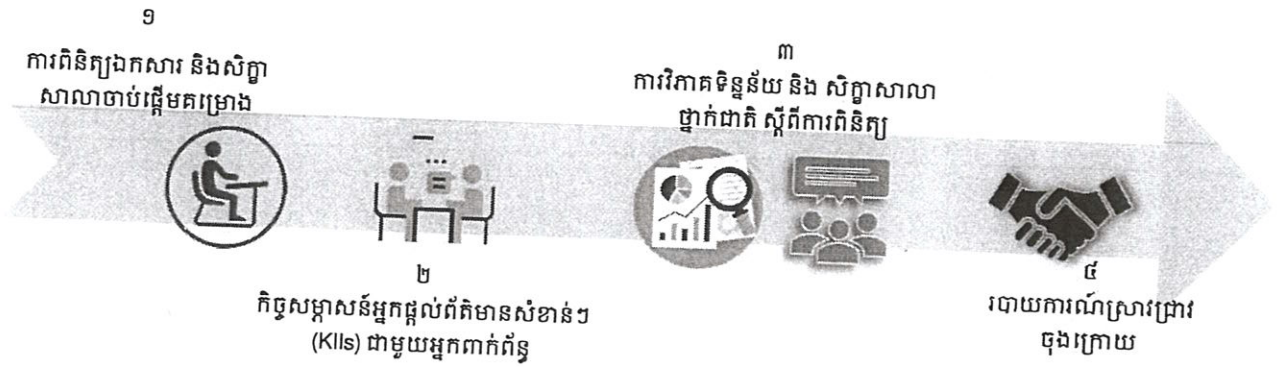 ១
ការពិនិត្យឯកសារ និងសិក្ខា
សាលាចាប់ផ្តើមគម្រោង
២
កិច្ចសម្ភាសន៍អ្នកផ្តល់ព័ត៌មានសំខាន់ៗ
(KIIs) ជាមួយអ្នកពាក់ព័ន្ធ
៣
ការវិភាគទិន្នន័យ និង សិក្ខាសាលា
ថ្នាក់ជាតិ ស្តីពីការពិនិត្យ
៤
របាយការណ៍ស្រាវជ្រាវ
ចុងក្រោយ